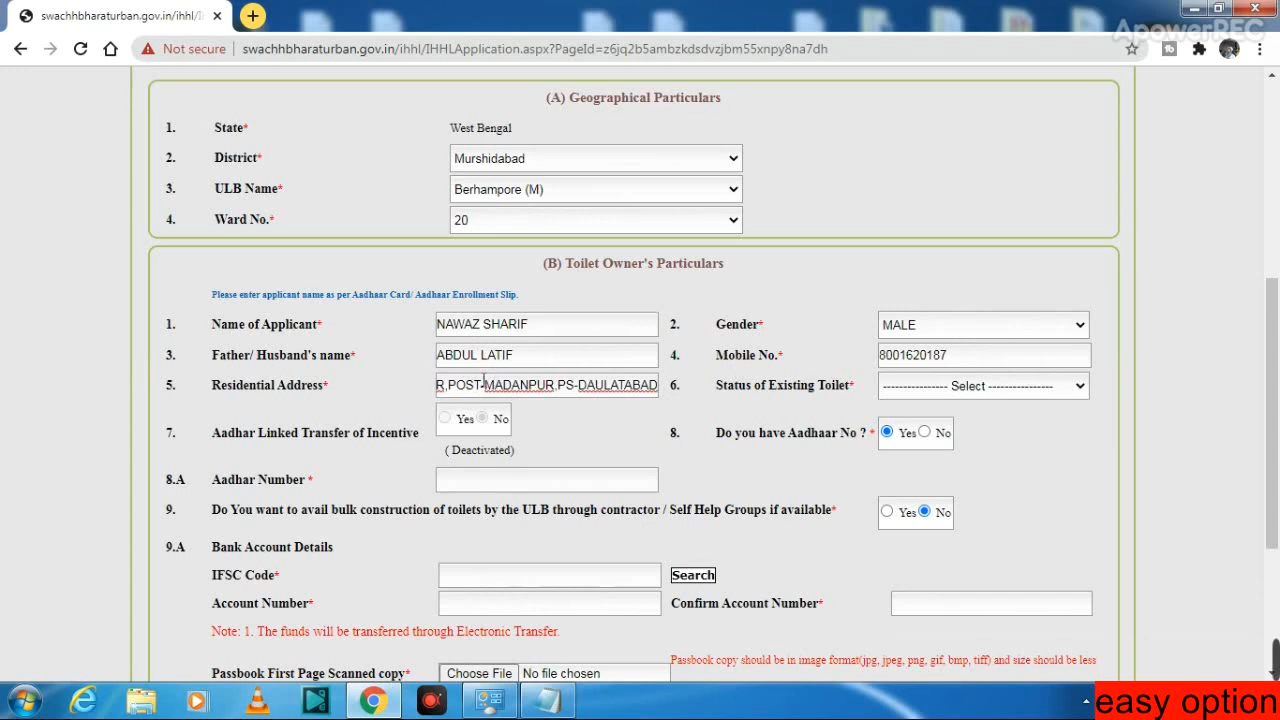 swachhbharaturban.gov.in/ihhl/I
ApowerREC
Not secure swachhbharaturban.gov.in/ihhl/IHHLApplication.aspx?PageId=z6jq2b5ambzkdsdvzjbm55xnpy8na7dh
(A) Geographical Particulars
1. State* West Bengal
2. District* Murshidabad
3. ULB Name* Berhampore (M)
4. Ward No.* 20
(B) Toilet Owner's Particulars
Please enter applicant name as per Aadhaar Card/ Aadhaar Enrollment Slip.
1. Name of Applicant* NAWAZ SHARIF 2. Gender* MALE
3. Father/ Husband's name* ABDUL LATIF 4. Mobile No.* 8001620187
5. Residential Address* R,POST-MADANPUR,PS-DAULATABAD 6. Status of Existing Toilet* ---------------- Select ----------------
7. Aadhar Linked Transfer of Incentive Yes No 8. Do you have Aadhaar No ? * Yes No
( Deactivated)
8.A Aadhar Number *
9. Do You want to avail bulk construction of toilets by the ULB through contractor / Self Help Groups if available* Yes No
9.A Bank Account Details
IFSC Code* Search
Account Number* Confirm Account Number*
Note: 1. The funds will be transferred through Electronic Transfer.
Passbook copy should be in image format(jpg, jpeg, png, gif, bmp, tiff) and size should be less
Passbook First Page Scanned copy* Choose File No file chosen
easy option